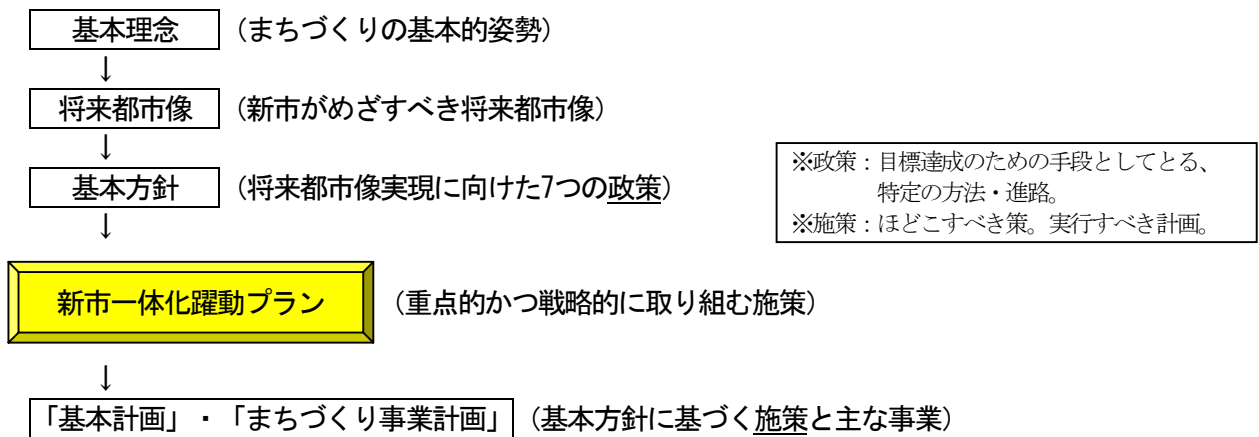 基本理念 （まちづくりの基本的姿勢）
↓
将来都市像 （新市がめざすべき将来都市像）
↓
基本方針 （将来都市像実現に向けた7つの政策）
↓
※政策：目標達成のための手段としてとる、
特定の方法・進路。
※施策：ほどこすべき策。実行すべき計画。
新市一体化躍動プラン （重点的かつ戦略的に取り組む施策）
↓
「基本計画」・「まちづくり事業計画」 （基本方針に基づく施策と主な事業）